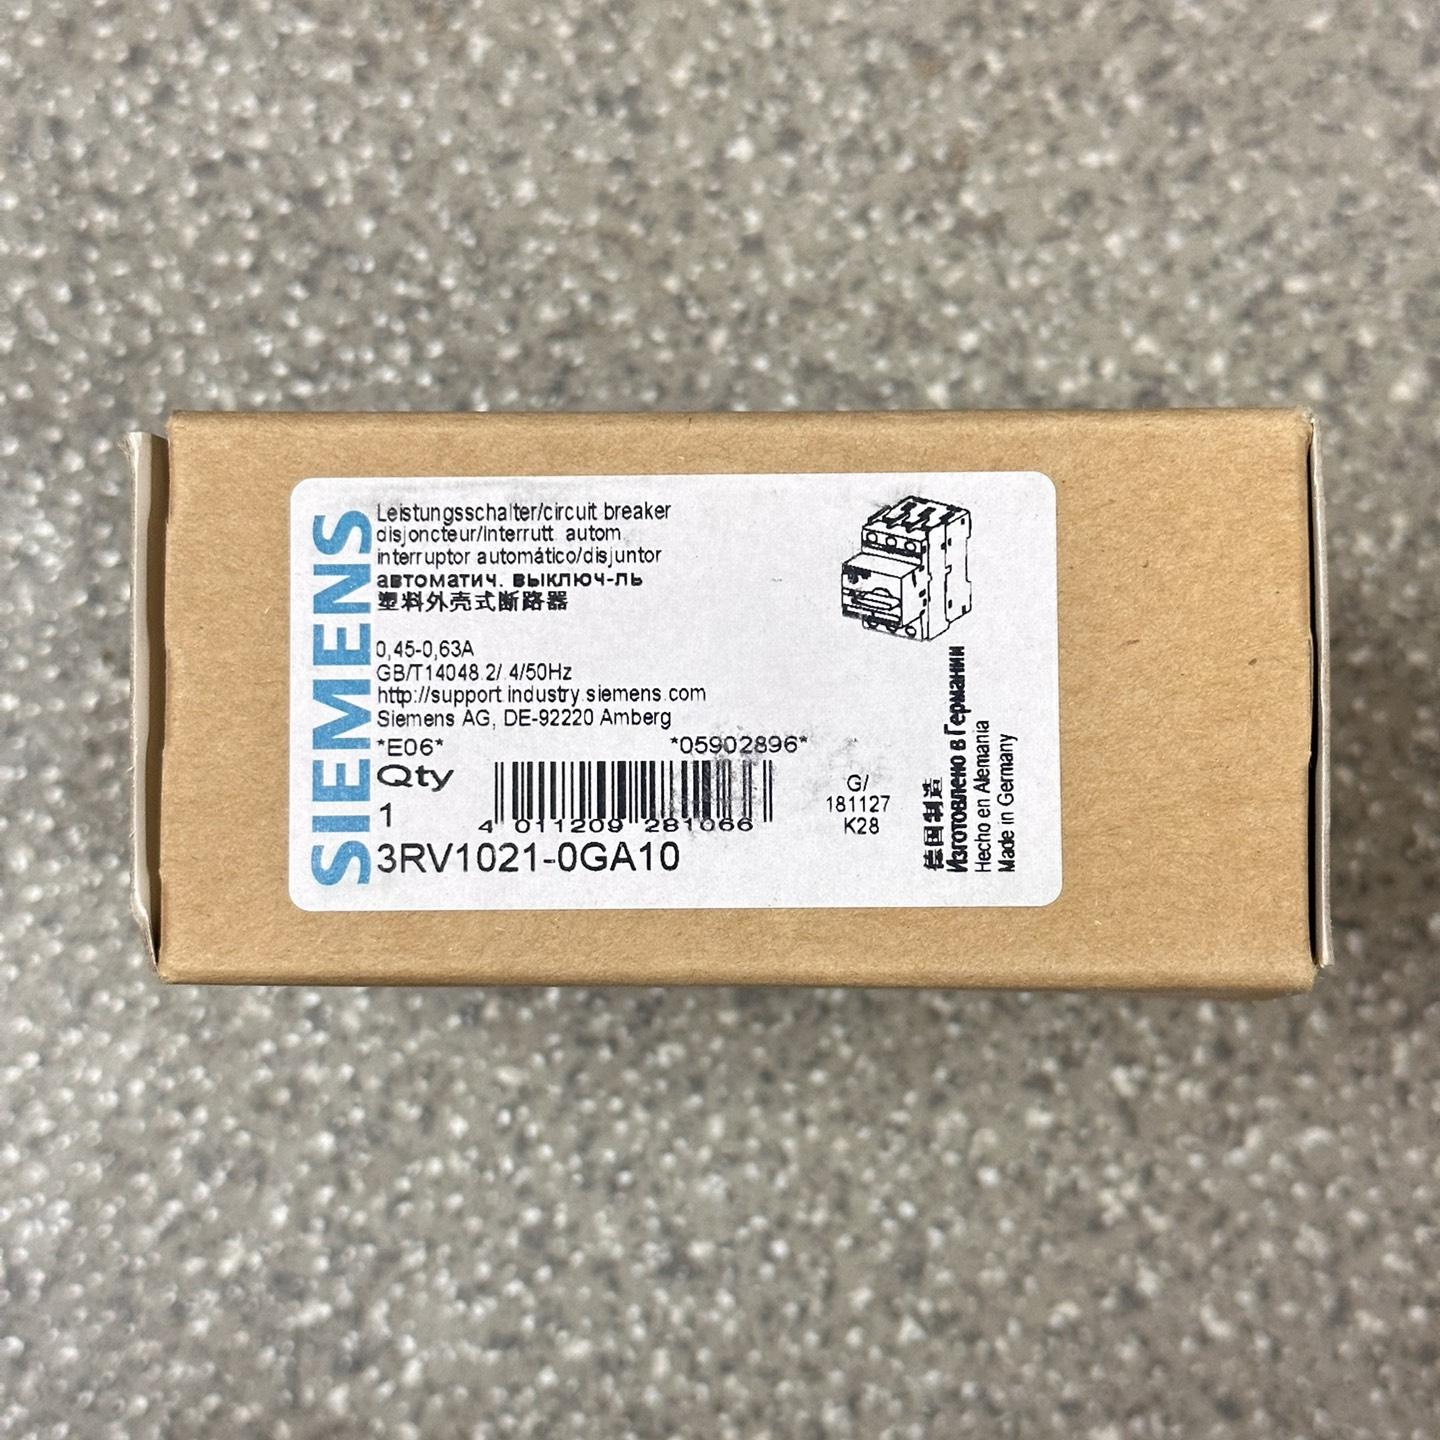 SIEMENS
Leistungsschalter/circuit breaker
disjoncteur/Interrutt. autom.
interruptor automático/disjuntor
автоматич. выключ-ль
塑料外壳式断路器
0,45-0,63A
GB/T14048.2/.4/50Hz
http://support.industry.siemens.com
Siemens AG, DE-92220 Amberg
*E06* *05902896*
Qty
1
4 011209 281066
3RV1021-0GA10
G/
181127
K28
德国制造
Изготовлено в Германии
Hecho en Alemania
Made in Germany